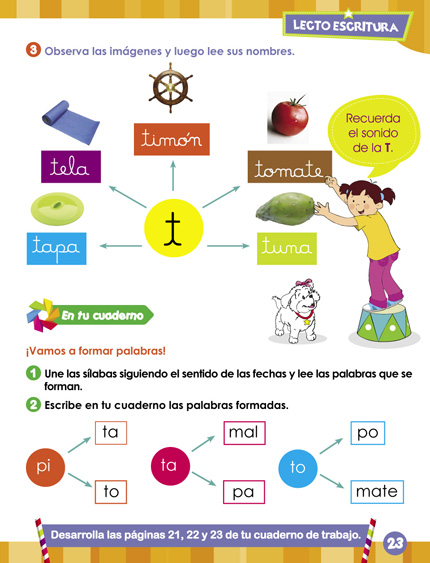 LECTO ESCRITURA
3 Observa las imágenes y luego lee sus nombres.
timón
Recuerda
el sonido
de la T.
tela
tomate
t
tapa
tuna
En tu cuaderno
¡Vamos a formar palabras!
1 Une las sílabas siguiendo el sentido de las fechas y lee las palabras que se
forman.
2 Escribe en tu cuaderno las palabras formadas.
pi
ta
to
ta
mal
pa
to
po
mate
Desarrolla las páginas 21, 22 y 23 de tu cuaderno de trabajo.
23